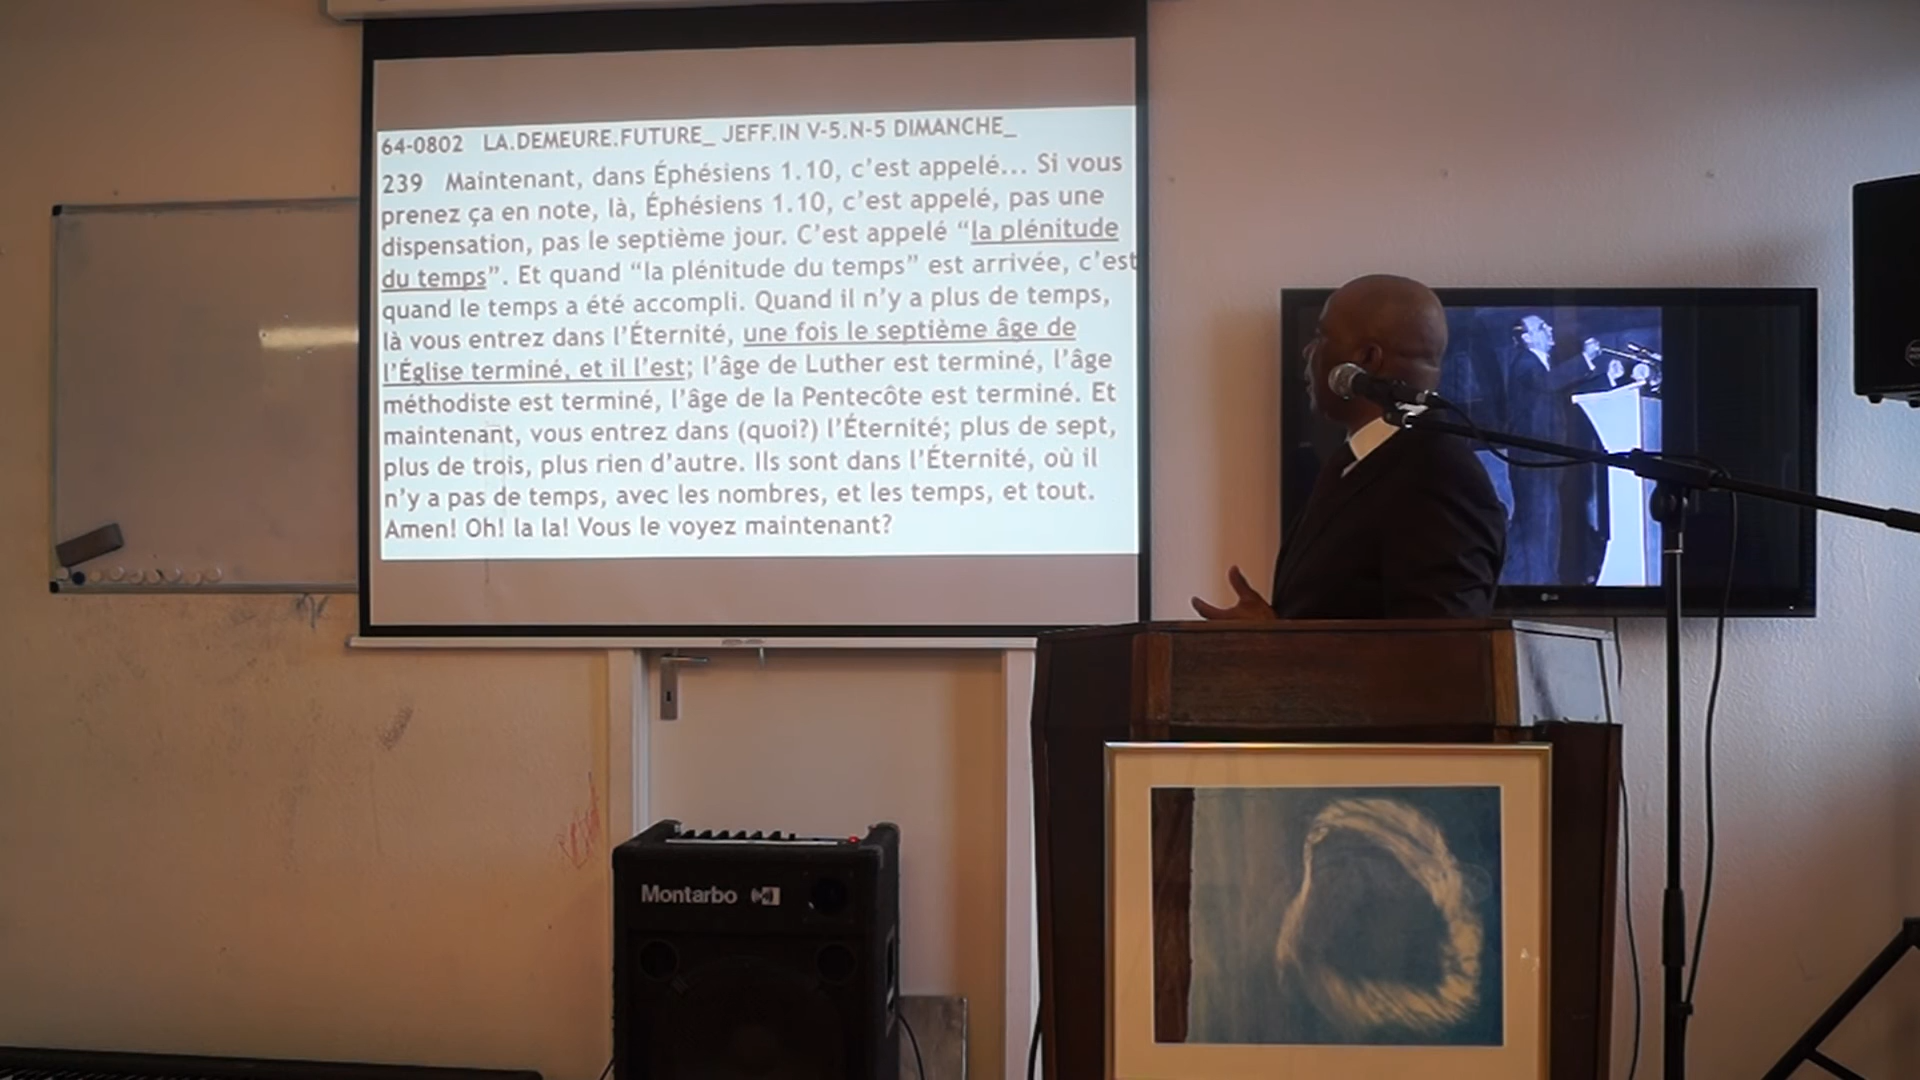 64-0802 LA.DEMEURE.FUTURE_ JEFF.IN V-5.N-5 DIMANCHE_
239 Maintenant, dans Éphésiens 1.10, c’est appelé... Si vous
prenez ça en note, là, Éphésiens 1.10, c’est appelé, pas une
dispensation, pas le septième jour. C’est appelé “la plénitude
du temps”. Et quand “la plénitude du temps” est arrivée, c’est
quand le temps a été accompli. Quand il n’y a plus de temps,
là vous entrez dans l’Éternité, une fois le septième âge de
l’Église terminé, et il l’est; l’âge de Luther est terminé, l’âge
méthodiste est terminé, l’âge de la Pentecôte est terminé. Et
maintenant, vous entrez dans (quoi?) l’Éternité; plus de sept,
plus de trois, plus rien d’autre. Ils sont dans l’Éternité, où il
n’y a pas de temps, avec les nombres, et les temps, et tout.
Amen! Oh! la la! Vous le voyez maintenant?
LG
Montarbo